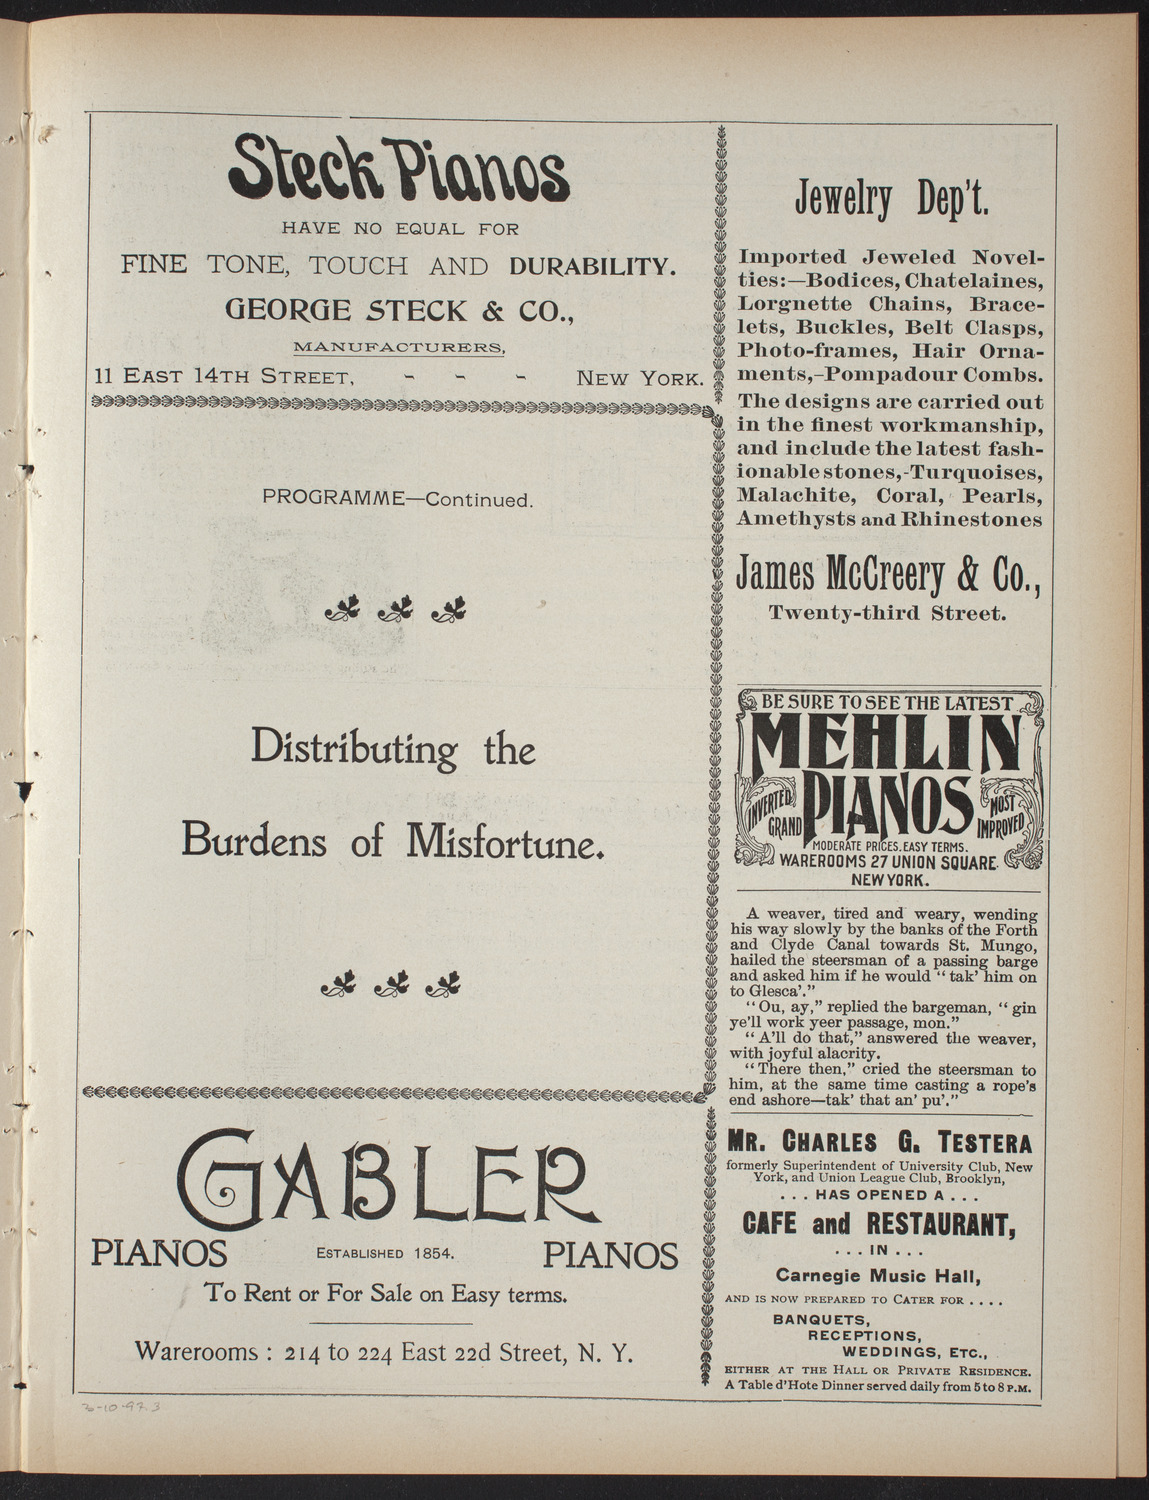 Steck Pianos
HAVE NO EQUAL FOR
FINE TONE, TOUCH AND DURABILITY.
GEORGE STECK & CO.,
MANUFACTURERS,
11 EAST 14TH STREET, - - - NEW YORK.
PROGRAMME—Continued.
Distributing the
Burdens of Misfortune.
GABLER
PIANOS ESTABLISHED 1854. PIANOS
To Rent or For Sale on Easy terms.
Warerooms : 214 to 224 East 22d Street, N. Y.
Jewelry Dep't.
Imported Jeweled Novel-
ties:—Bodices, Chatelaines,
Lorgnette Chains, Brace-
lets, Buckles, Belt Clasps,
Photo-frames, Hair Orna-
ments,–Pompadour Combs.
The designs are carried out
in the finest workmanship,
and include the latest fash-
ionable stones,-Turquoises,
Malachite, Coral, Pearls,
Amethysts and Rhinestones
James McCreery & Co.,
Twenty-third Street.
BE SURE TO SEE THE LATEST
MEHLIN
INVERTED GRAND PIANOS MOST IMPROVED
MODERATE PRICES. EASY TERMS.
WAREROOMS 27 UNION SQUARE.
NEW YORK.
A weaver, tired and weary, wending
his way slowly by the banks of the Forth
and Clyde Canal towards St. Mungo,
hailed the steersman of a passing barge
and asked him if he would “tak' him on
to Glesca'.”
“Ou, ay,” replied the bargeman, “gin
ye'll work yeer passage, mon.”
“A'll do that,” answered the weaver,
with joyful alacrity.
“There then,” cried the steersman to
him, at the same time casting a rope's
end ashore—tak' that an' pu'.”
MR. CHARLES G. TESTERA
formerly Superintendent of University Club, New
York, and Union League Club, Brooklyn,
. . . HAS OPENED A . . .
CAFE and RESTAURANT,
. . . IN . . .
Carnegie Music Hall,
AND IS NOW PREPARED TO CATER FOR . . . .
BANQUETS,
RECEPTIONS,
WEDDINGS, ETC.,
EITHER AT THE HALL OR PRIVATE RESIDENCE.
A Table d'Hote Dinner served daily from 5 to 8 P.M.
3-10-97.3